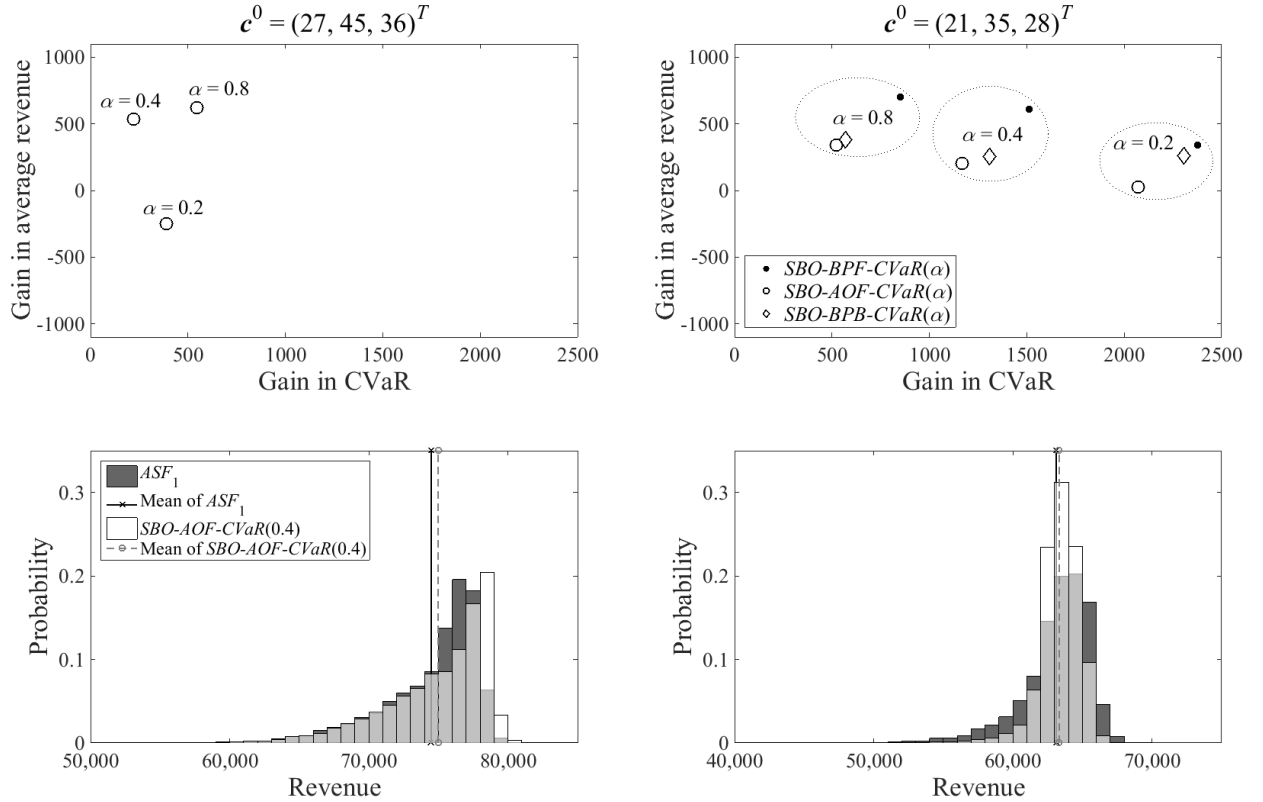 c⁰ = (27, 45, 36)ᵀ
1000
500
0
-500
-1000
Gain in average revenue
α = 0.4
α = 0.8
α = 0.2
0 500 1000 1500 2000 2500
Gain in CVaR
c⁰ = (21, 35, 28)ᵀ
1000
500
0
-500
-1000
Gain in average revenue
α = 0.8
α = 0.4
α = 0.2
SBO-BPF-CVaR(α)
SBO-AOF-CVaR(α)
SBO-BPB-CVaR(α)
0 500 1000 1500 2000 2500
Gain in CVaR
0.3
0.2
0.1
0
Probability
ASF₁
Mean of ASF₁
SBO-AOF-CVaR(0.4)
Mean of SBO-AOF-CVaR(0.4)
50,000 60,000 70,000 80,000
Revenue
0.3
0.2
0.1
0
Probability
40,000 50,000 60,000 70,000
Revenue